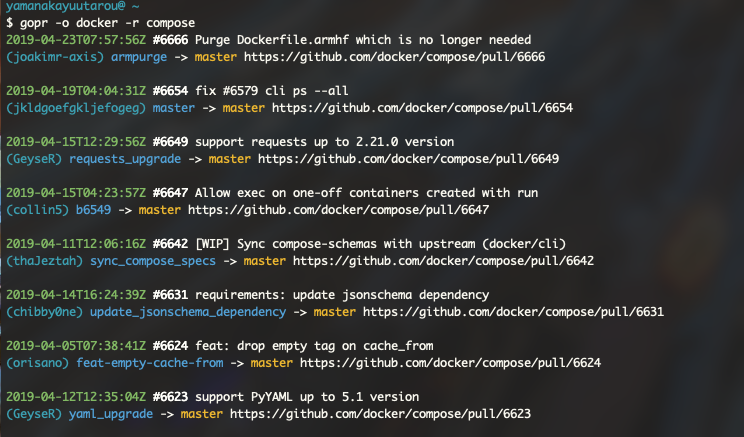 yamanakayuutarou@ ~
$ gopr -o docker -r compose
2019-04-23T07:57:56Z #6666 Purge Dockerfile.armhf which is no longer needed
(joakimr-axis) armpurge -> master https://github.com/docker/compose/pull/6666
2019-04-19T04:04:31Z #6654 fix #6579 cli ps --all
(jkldgoefgkljefogeg) master -> master https://github.com/docker/compose/pull/6654
2019-04-15T12:29:56Z #6649 support requests up to 2.21.0 version
(GeyseR) requests_upgrade -> master https://github.com/docker/compose/pull/6649
2019-04-15T04:23:57Z #6647 Allow exec on one-off containers created with run
(collin5) b6549 -> master https://github.com/docker/compose/pull/6647
2019-04-11T12:06:16Z #6642 [WIP] Sync compose-schemas with upstream (docker/cli)
(thaJeztah) sync_compose_specs -> master https://github.com/docker/compose/pull/6642
2019-04-14T16:24:39Z #6631 requirements: update jsonschema dependency
(chibby0ne) update_jsonschema_dependency -> master https://github.com/docker/compose/pull/6631
2019-04-05T07:38:41Z #6624 feat: drop empty tag on cache_from
(orisano) feat-empty-cache-from -> master https://github.com/docker/compose/pull/6624
2019-04-12T12:35:04Z #6623 support PyYAML up to 5.1 version
(GeyseR) yaml_upgrade -> master https://github.com/docker/compose/pull/6623